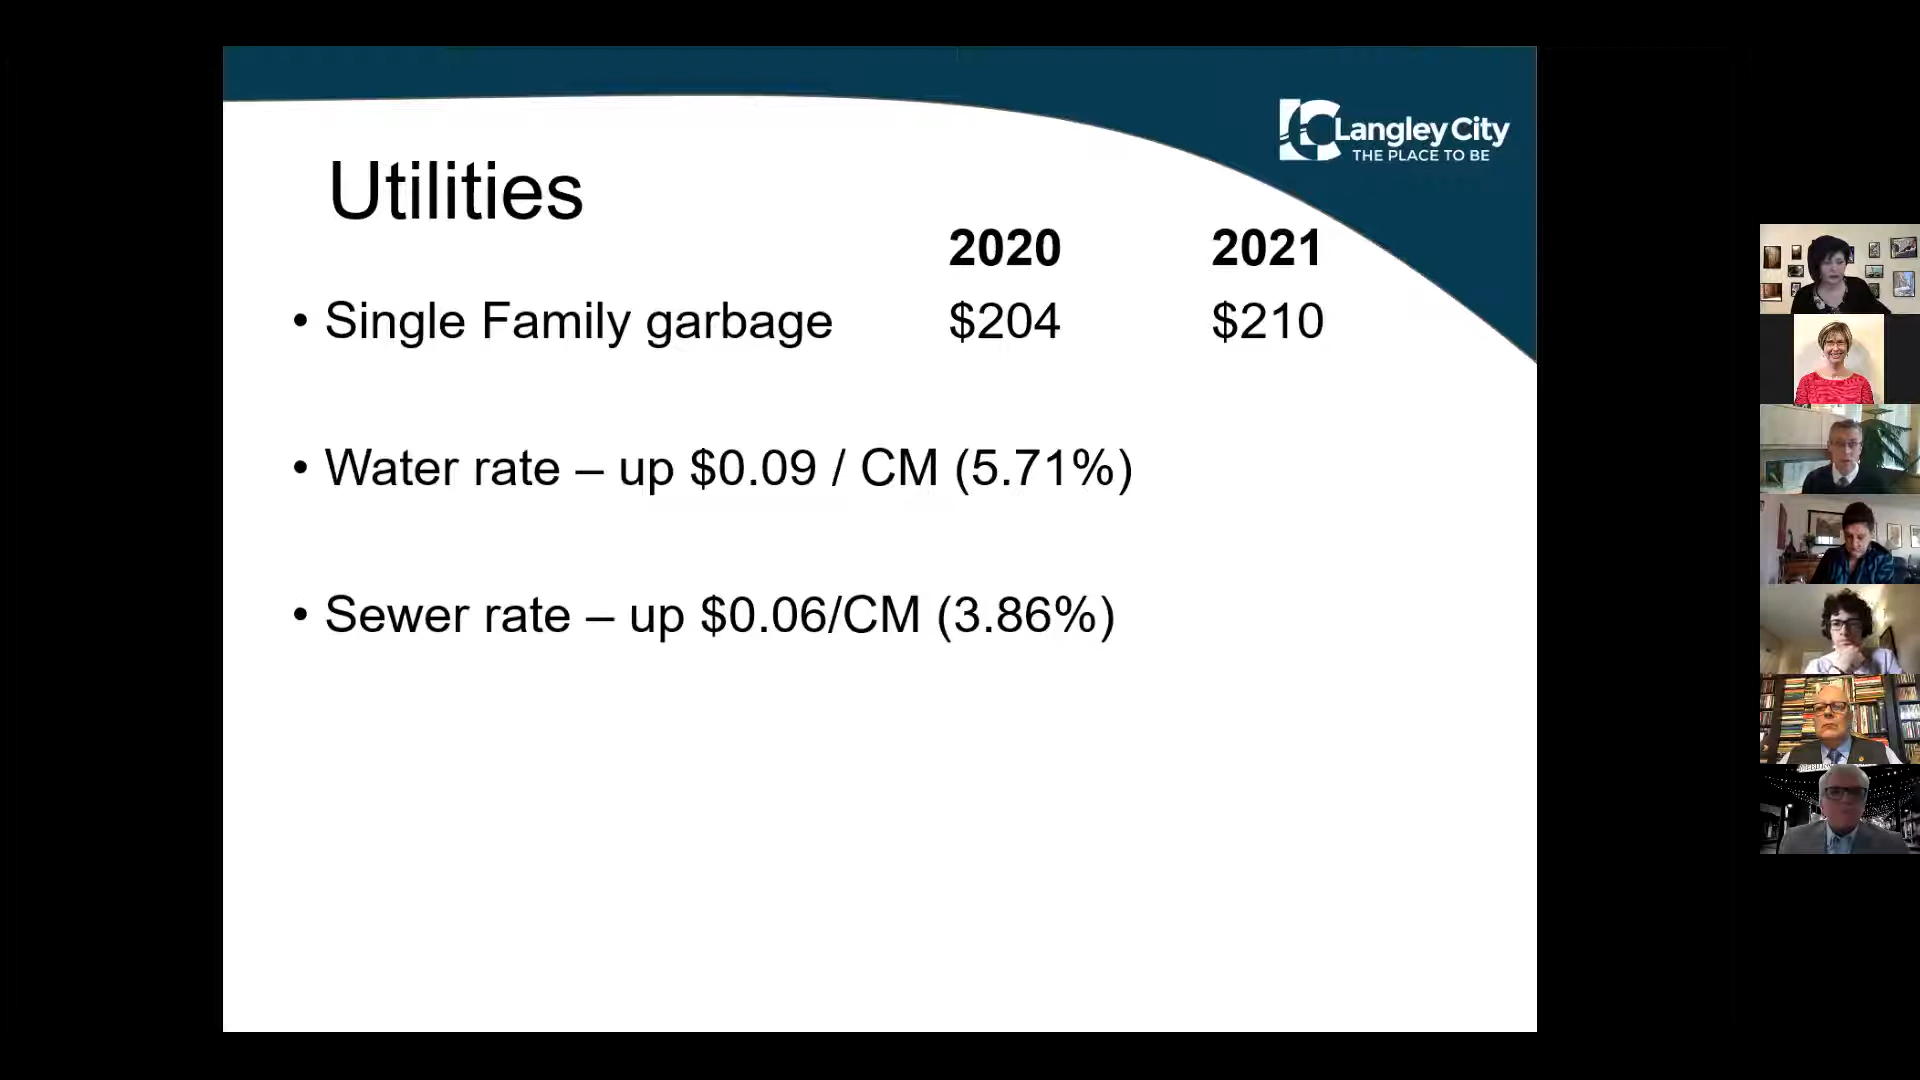 Langley City
THE PLACE TO BE
Utilities
2020 2021
• Single Family garbage $204 $210
• Water rate – up $0.09 / CM (5.71%)
• Sewer rate – up $0.06/CM (3.86%)